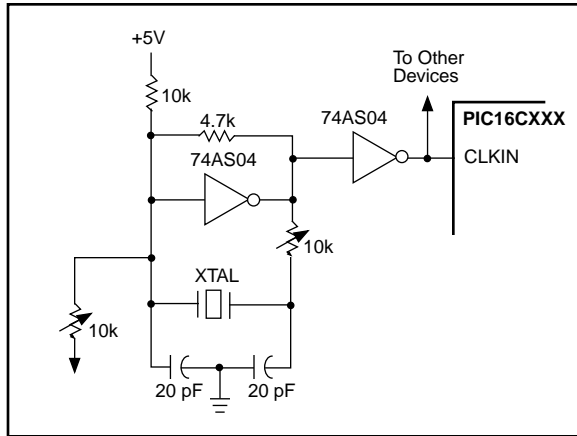 +5V
10k
4.7k
74AS04
74AS04
To Other
Devices
PIC16CXXX
CLKIN
10k
XTAL
10k
20 pF
20 pF